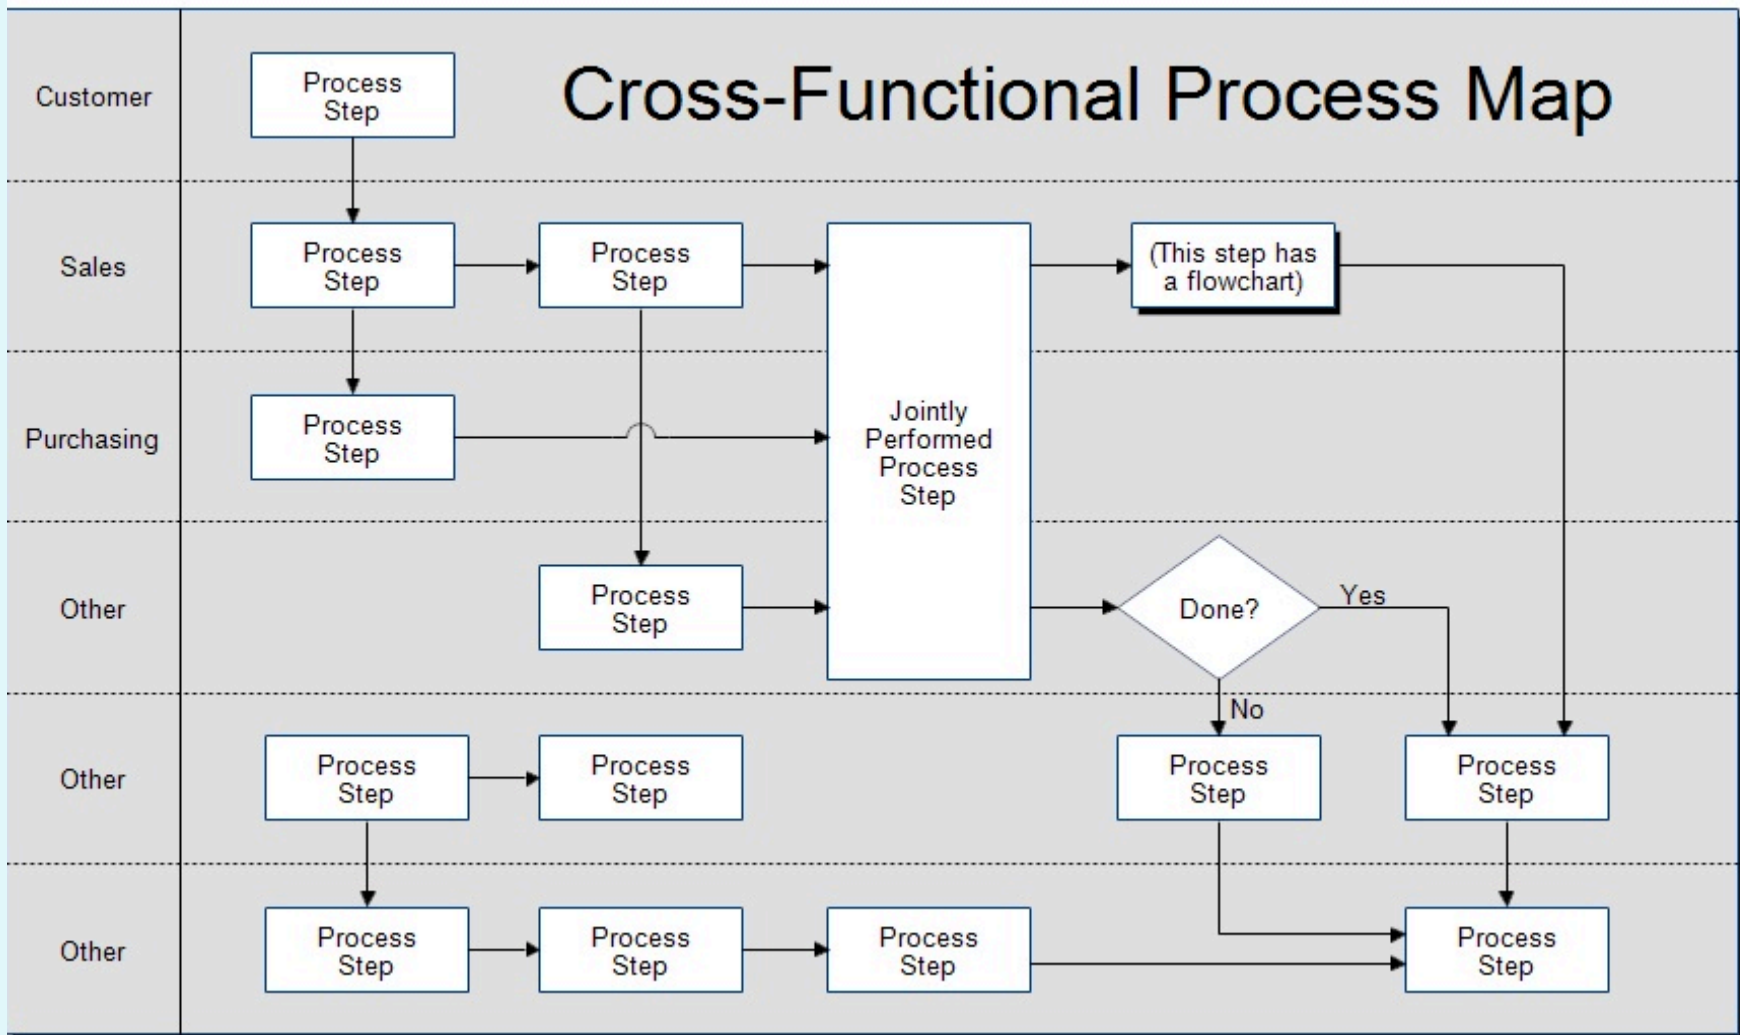 Customer
Process
Step
Cross-Functional Process Map
Sales
Process
Step
Process
Step
(This step has
a flowchart)
Purchasing
Process
Step
Jointly
Performed
Process
Step
Other
Process
Step
Done?
Yes
No
Other
Process
Step
Process
Step
Process
Step
Process
Step
Other
Process
Step
Process
Step
Process
Step
Process
Step